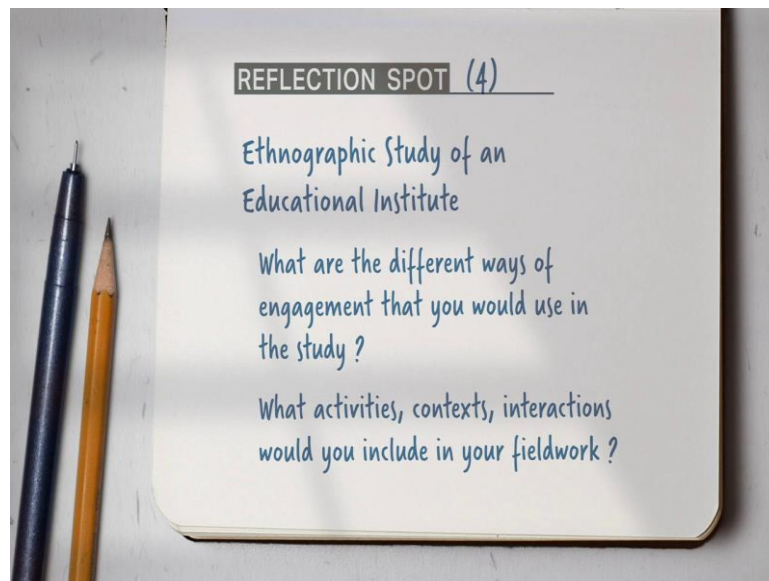 REFLECTION SPOT (4)
Ethnographic Study of an
Educational Institute
What are the different ways of
engagement that you would use in
the study ?
What activities, contexts, interactions
would you include in your fieldwork ?